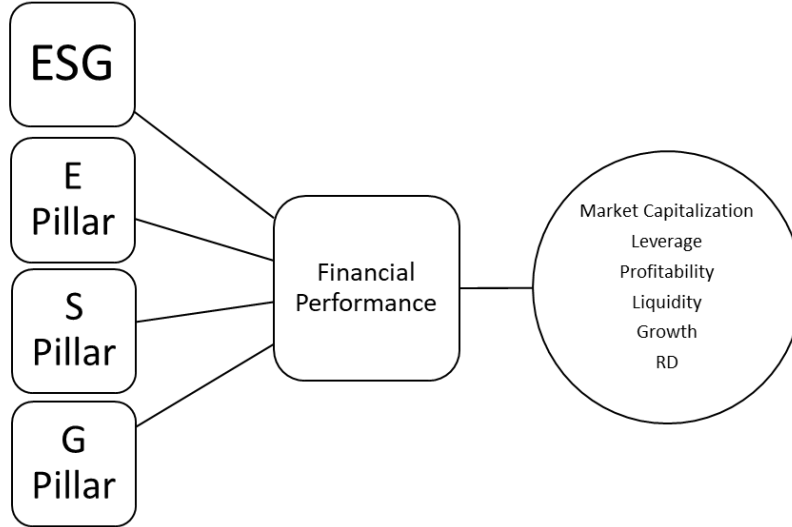 ESG
E
Pillar
S
Pillar
G
Pillar
Financial
Performance
Market Capitalization
Leverage
Profitability
Liquidity
Growth
RD